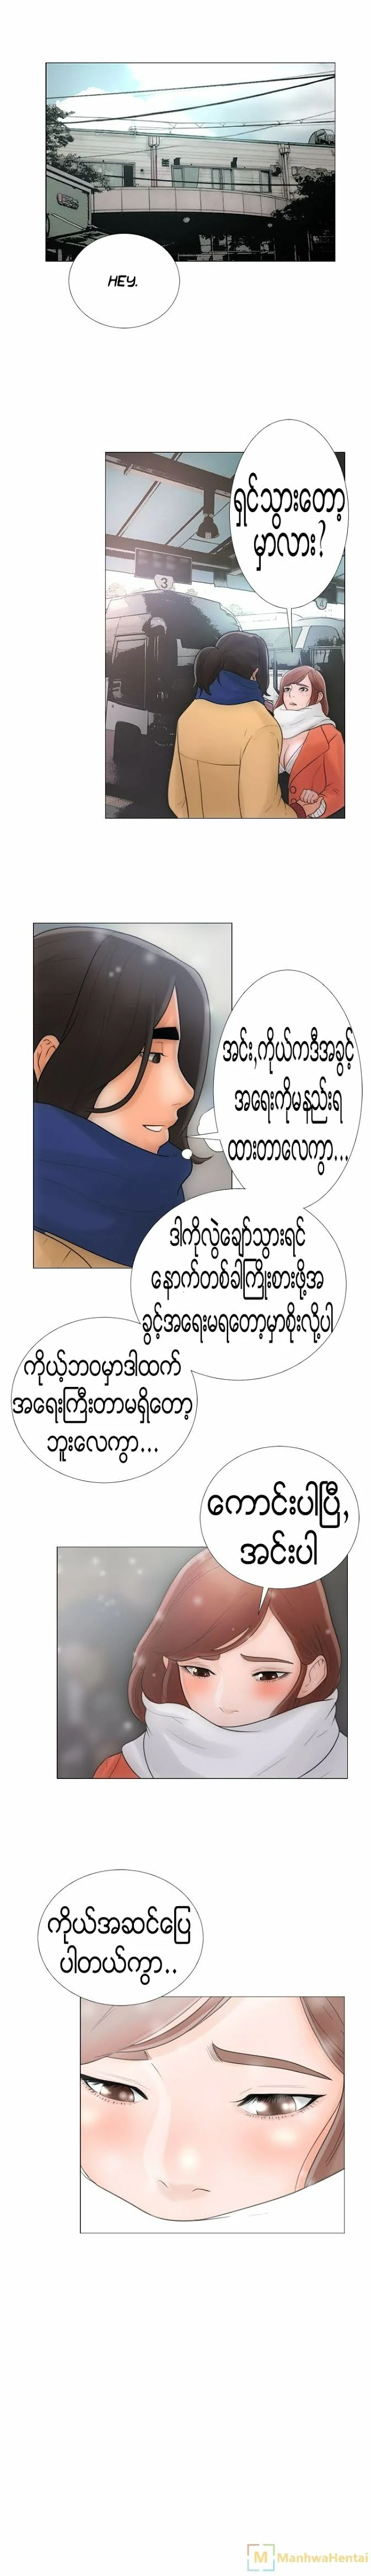 HEY.
ရှင်သွားတော့
မှာလား?
3
အင်း,ကိုယ်ကဒီအခွင့်
အရေးကိုမနည်းရ
ထားတာလေကွာ...
ဒါကိုလွဲချော်သွားရင်
နောက်တစ်ခါကြိုးစားဖို့အ
ခွင့်အရေးမရတော့မှာစိုးလို့ပါ
ကိုယ့်ဘဝမှာဒါထက်
အရေးကြီးတာမရှိတော့
ဘူးလေကွာ...
ကောင်းပါပြီ,
အင်းပါ
ကိုယ်အဆင်ပြေ
ပါတယ်ကွာ..
M ManhwaHentai